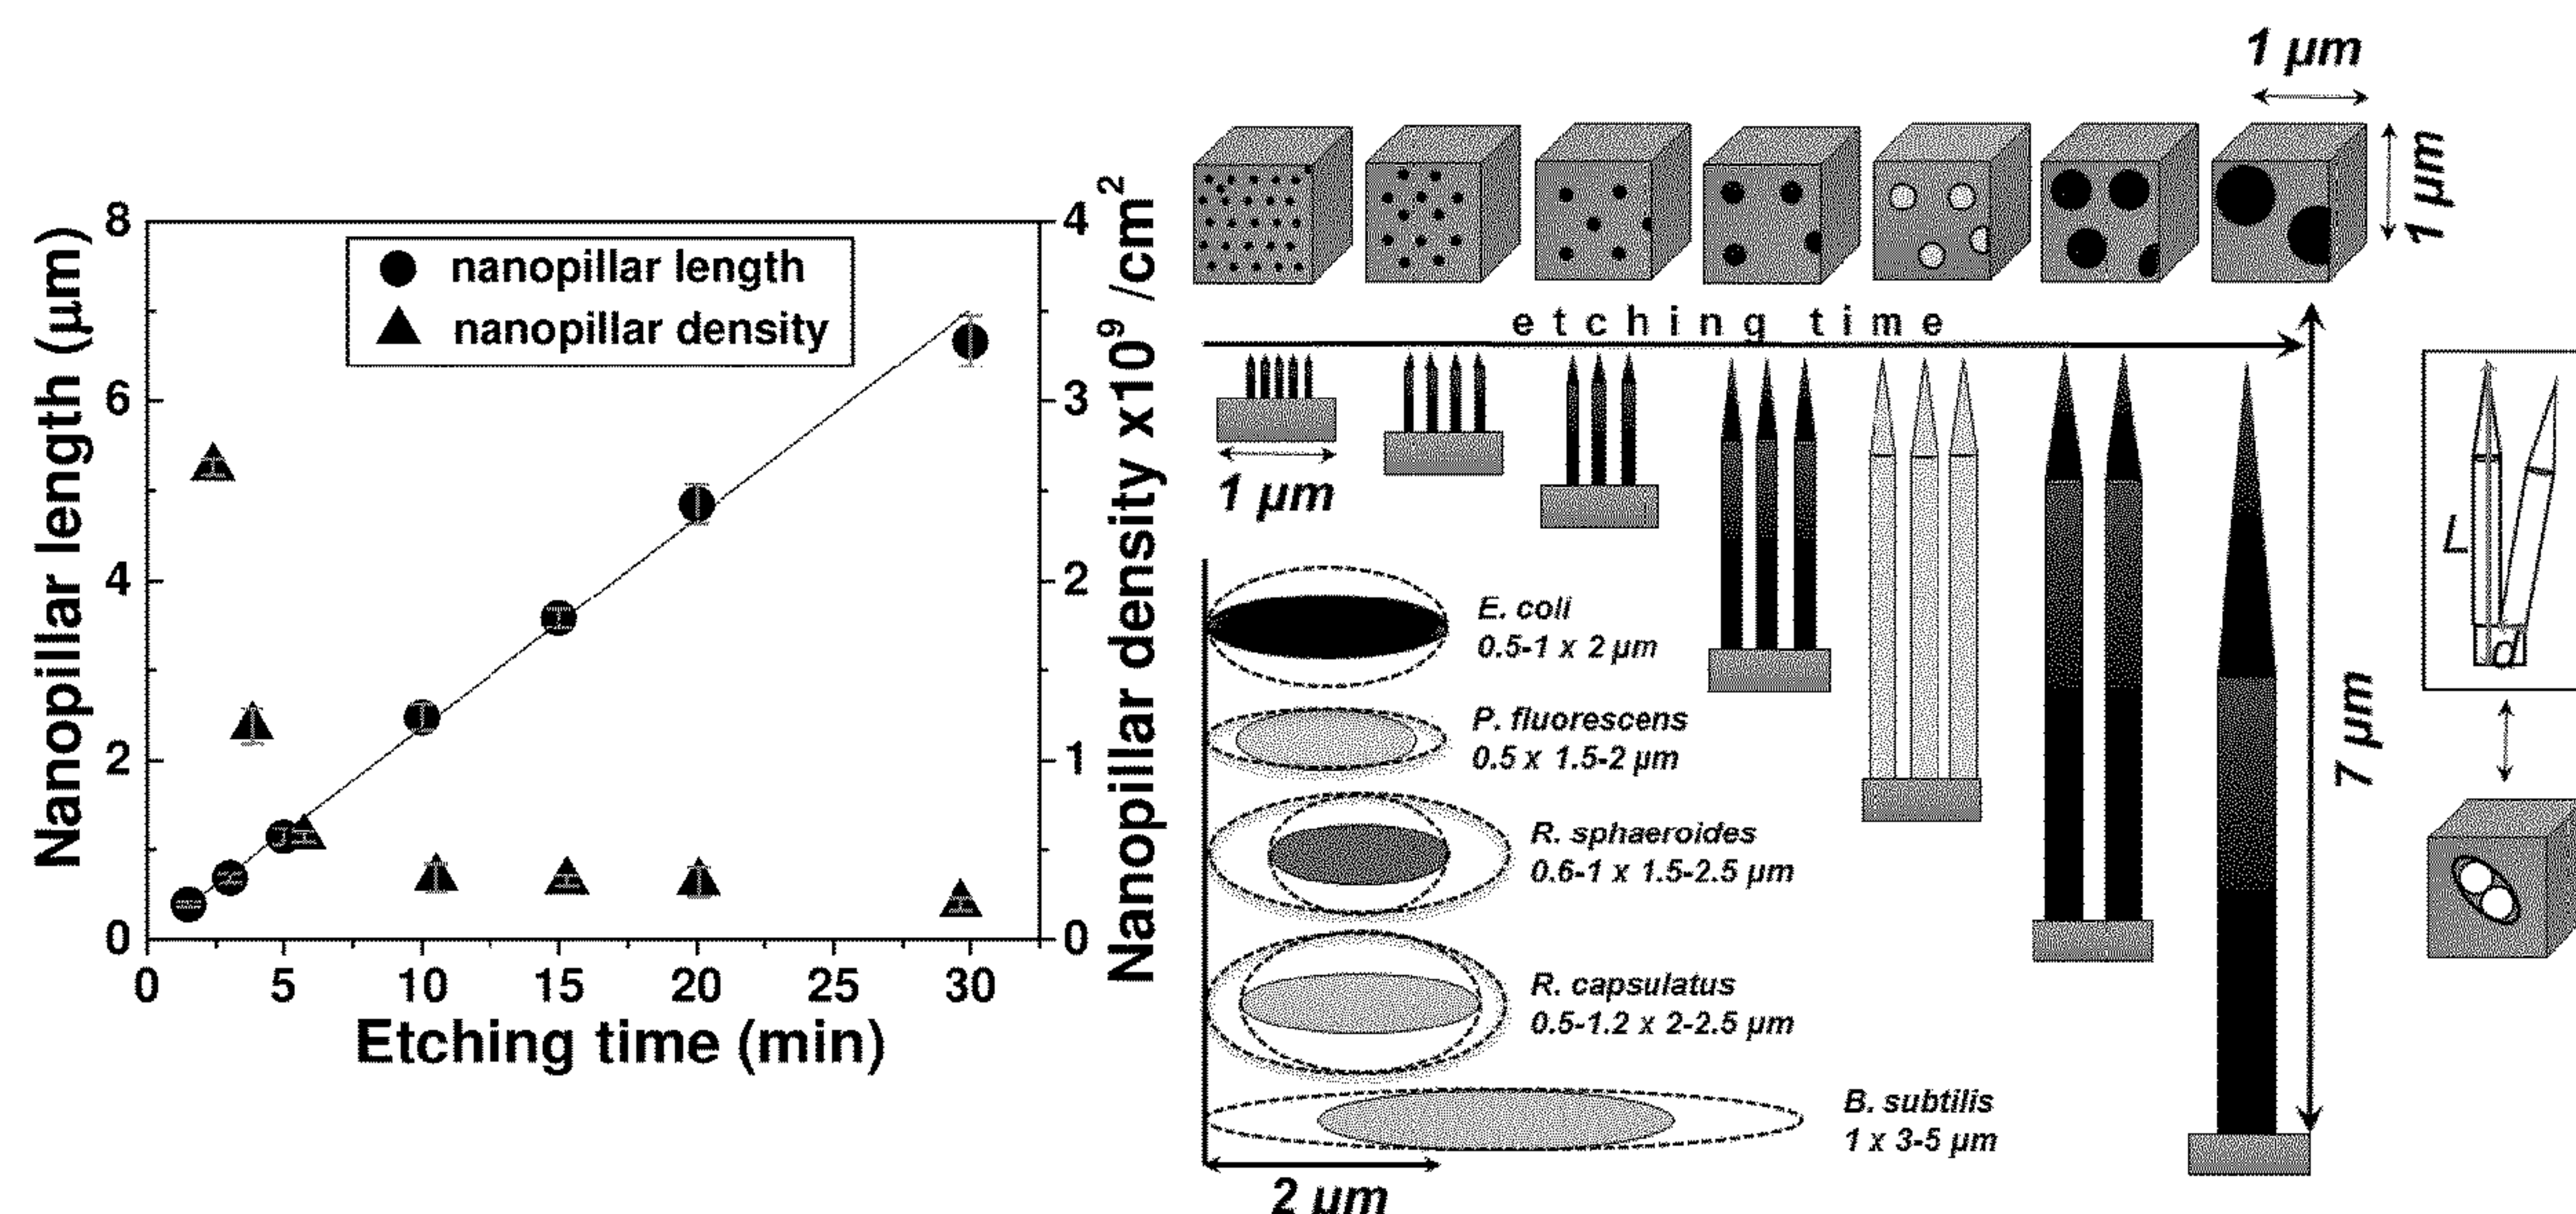 Nanopillar length (µm)
8
6
4
2
0
nanopillar length
nanopillar density
0 5 10 15 20 25 30
Etching time (min)
4
3
2
1
0
Nanopillar density x10⁹ /cm²
1 µm
1 µm
etching time
1 µm
E. coli
0.5-1 x 2 µm
P. fluorescens
0.5 x 1.5-2 µm
R. sphaeroides
0.6-1 x 1.5-2.5 µm
R. capsulatus
0.5-1.2 x 2-2.5 µm
B. subtilis
1 x 3-5 µm
2 µm
7 µm
L
d